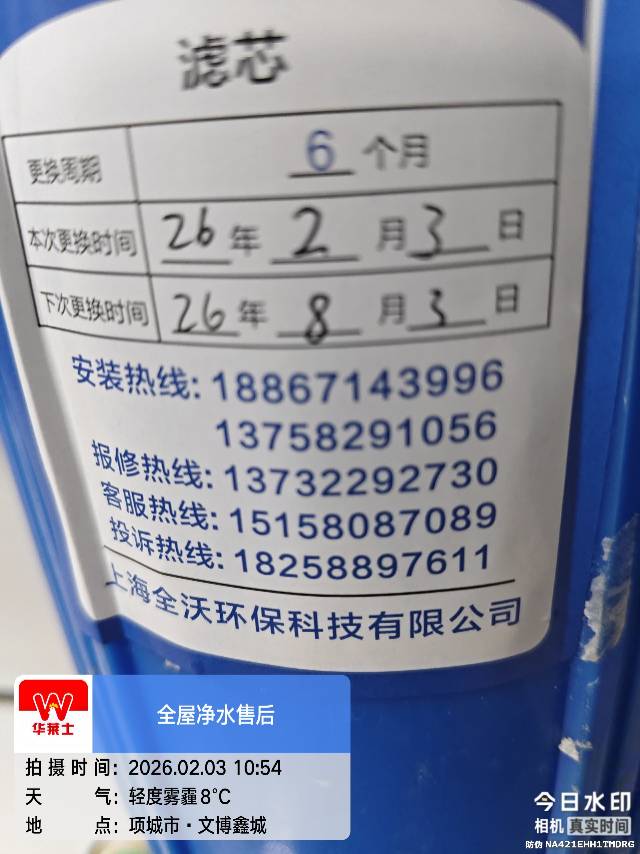 滤芯
更换周期 6 个月
本次更换时间 26 年 2 月 3 日
下次更换时间 26 年 8 月 3 日
安装热线: 18867143996
13758291056
报修热线: 13732292730
客服热线: 15158087089
投诉热线: 18258897611
上海全沃环保科技有限公司
华莱士
全屋净水售后
拍摄时间: 2026.02.03 10:54
天气: 轻度雾霾 8℃
地点: 项城市·文博鑫城
今日水印
相机 真实时间
防伪 NA421EHH1TMDRG